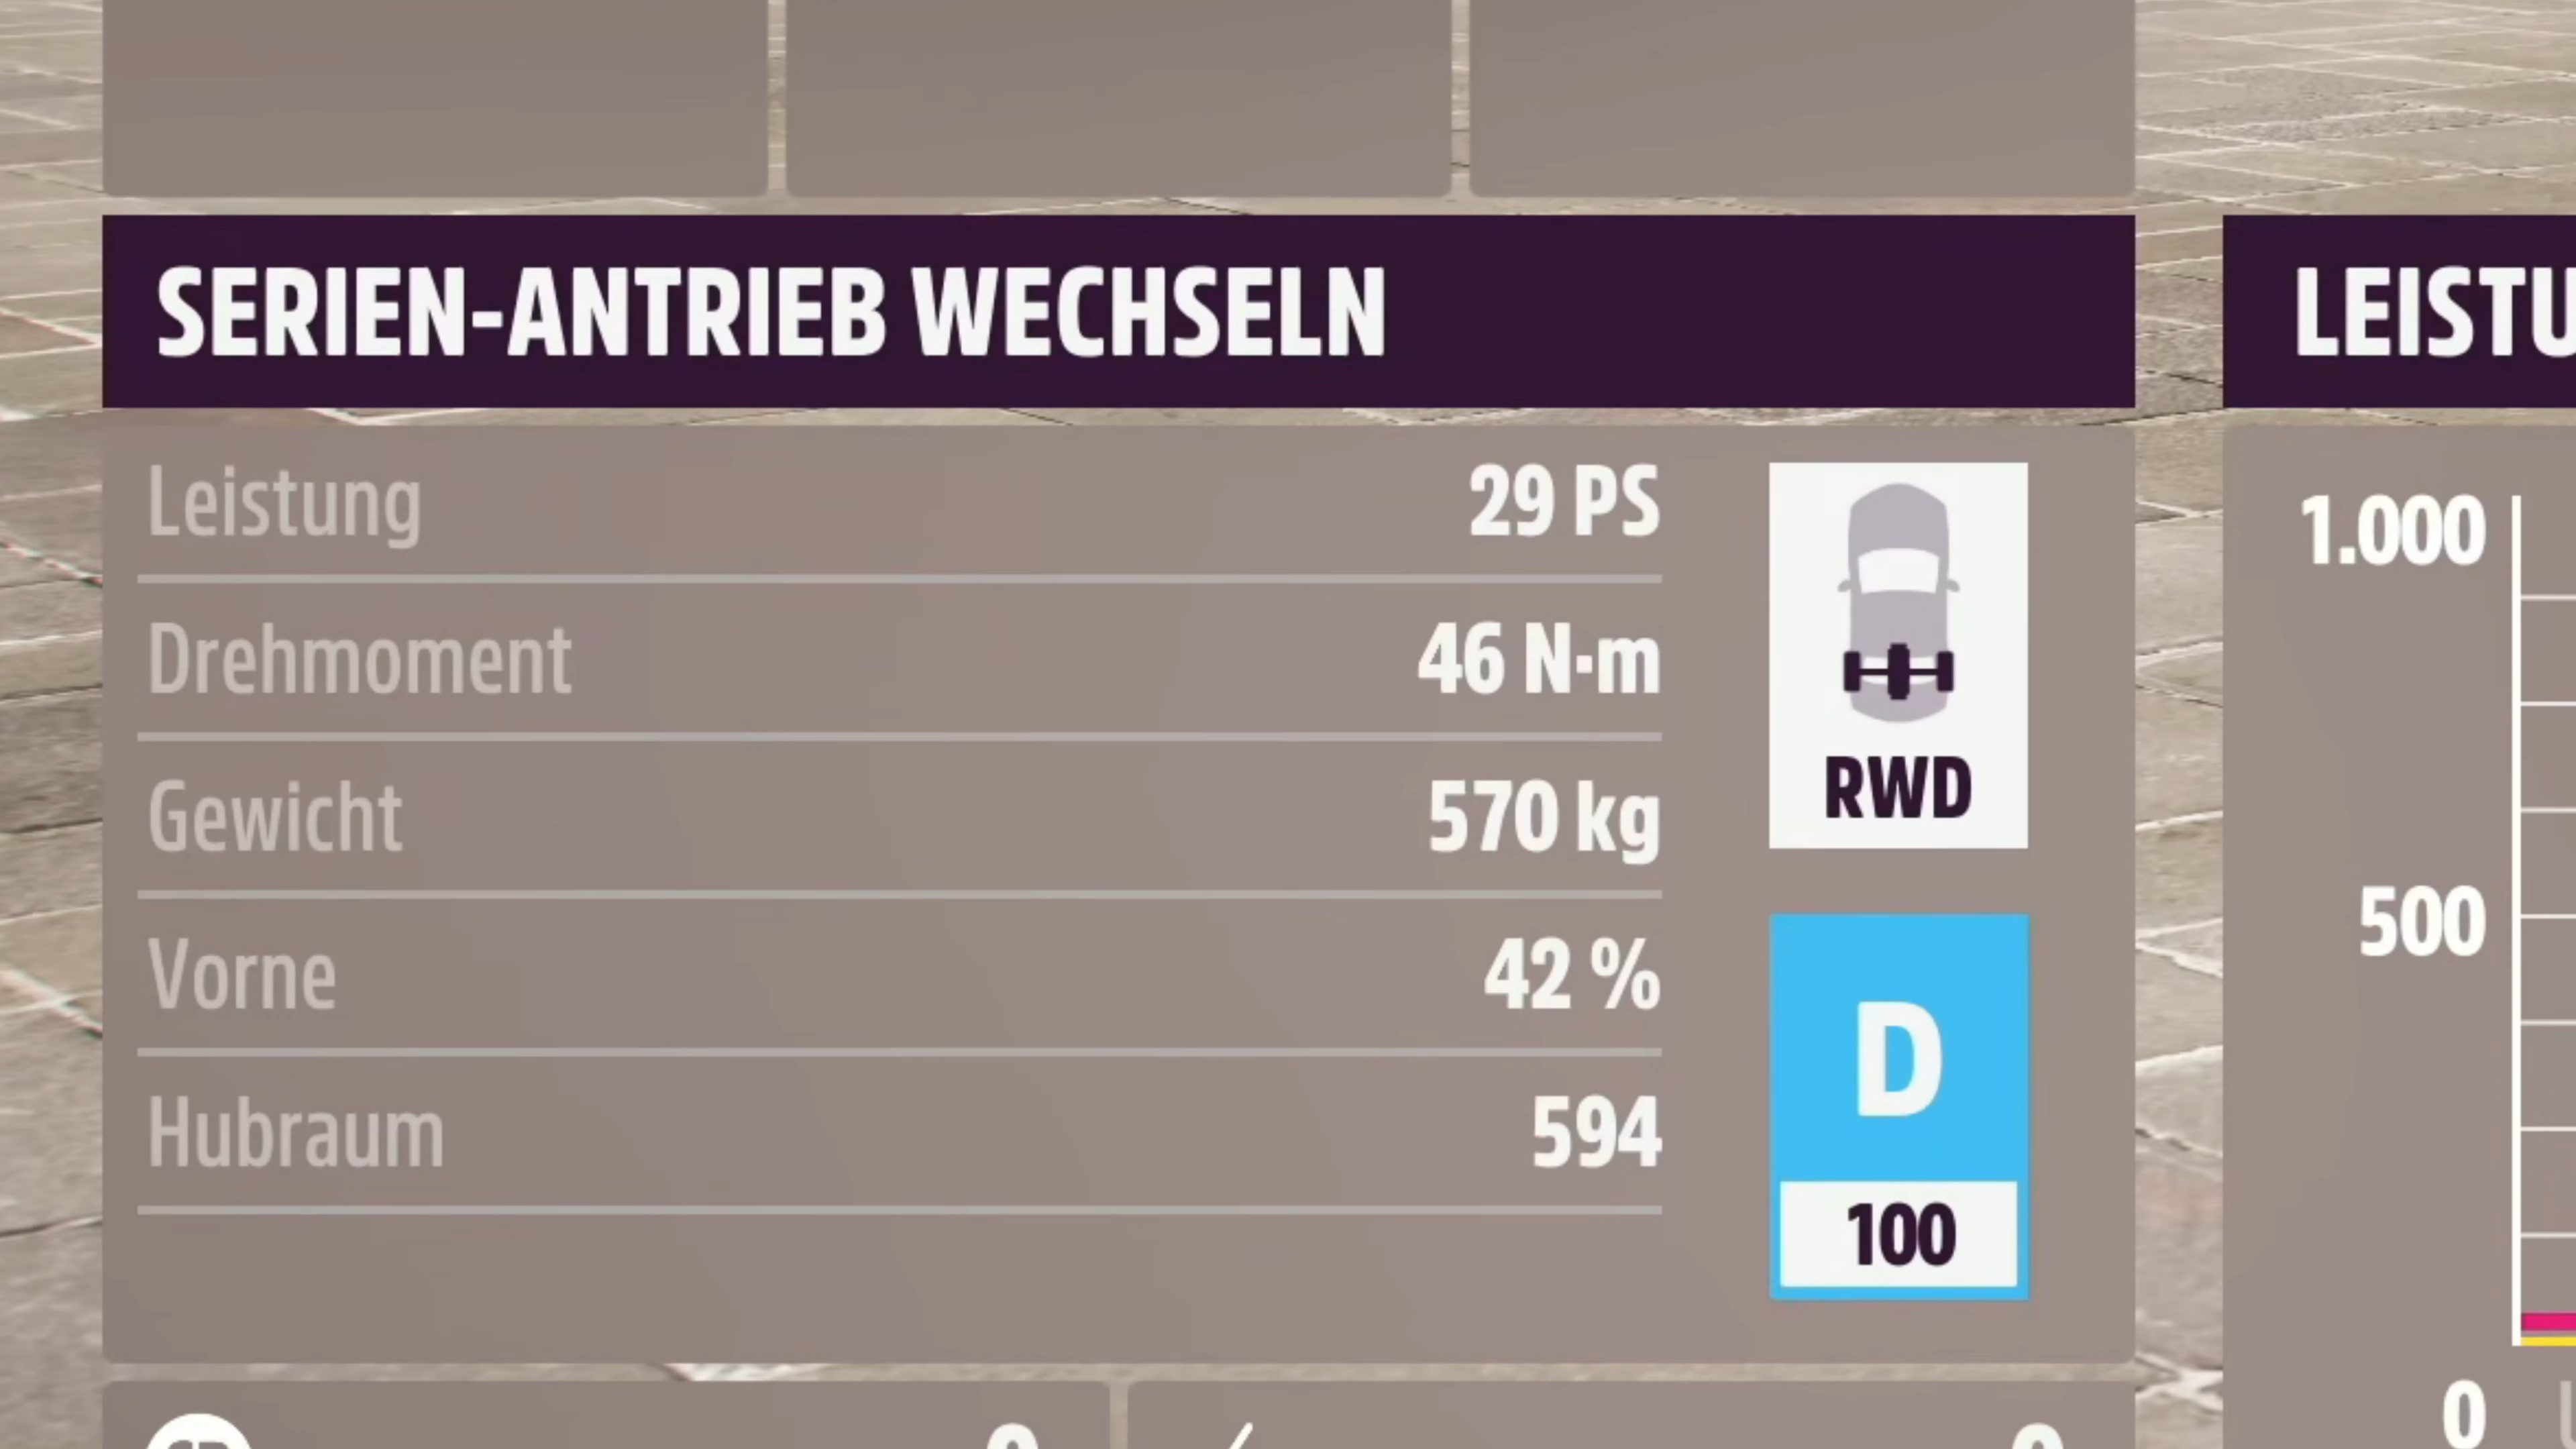 SERIEN-ANTRIEB WECHSELN
Leistung 29 PS
Drehmoment 46 N·m
Gewicht 570 kg
Vorne 42 %
Hubraum 594
RWD
D
100
1.000
500
0